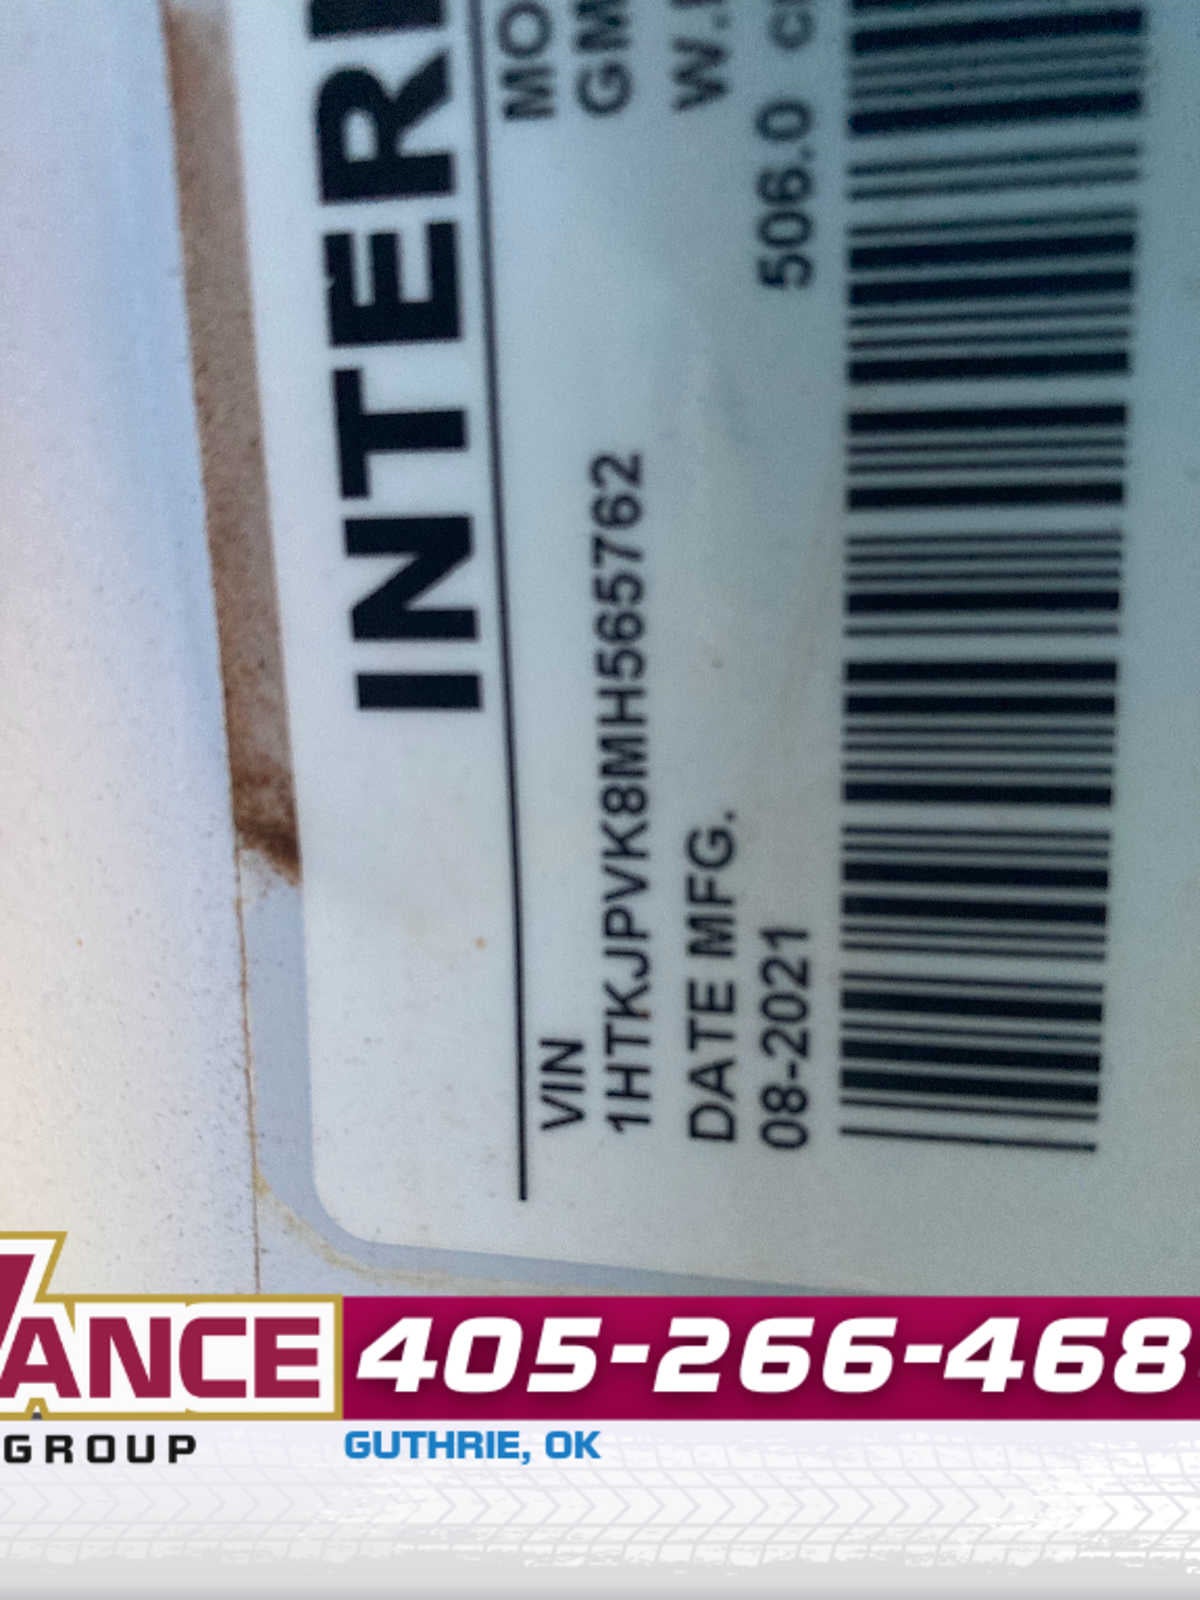 INTER
VIN
1HTKJPVK8MH565762
MO
DATE MFG.
GM
08-2021
W.
506.0
ANCE
GROUP
405-266-468
GUTHRIE, OK